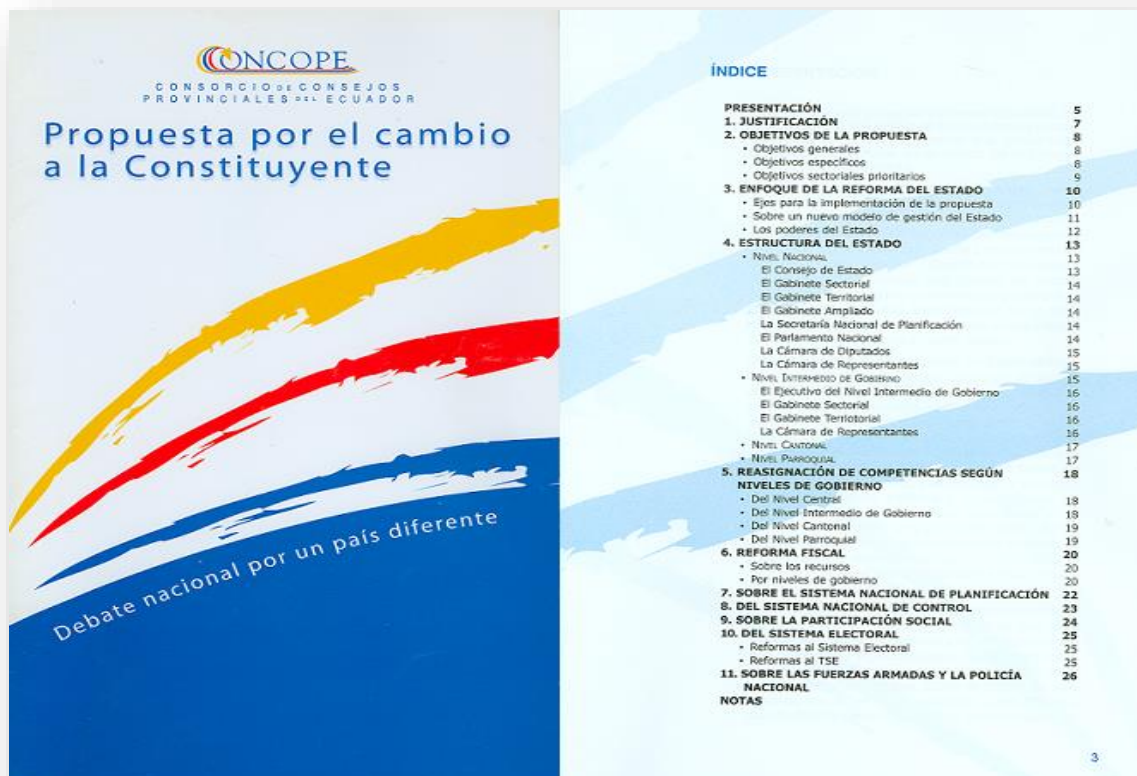 CONCOPE
CONSORCIO DE CONSEJOS
PROVINCIALES DEL ECUADOR
Propuesta por el cambio
a la Constituyente
Debate nacional por un país diferente
ÍNDICE
PRESENTACIÓN 5
1. JUSTIFICACIÓN 7
2. OBJETIVOS DE LA PROPUESTA 8
• Objetivos generales 8
• Objetivos específicos 8
• Objetivos sectoriales prioritarios 9
3. ENFOQUE DE LA REFORMA DEL ESTADO 10
• Ejes para la implementación de la propuesta 10
• Sobre un nuevo modelo de gestión del Estado 11
• Los poderes del Estado 12
4. ESTRUCTURA DEL ESTADO 13
• NIVEL NACIONAL 13
El Consejo de Estado 13
El Gabinete Sectorial 14
El Gabinete Territorial 14
El Gabinete Ampliado 14
La Secretaría Nacional de Planificación 14
El Parlamento Nacional 14
La Cámara de Diputados 15
La Cámara de Representantes 15
• NIVEL INTERMEDIO DE GOBIERNO 15
El Ejecutivo del Nivel Intermedio de Gobierno 16
El Gabinete Sectorial 16
El Gabinete Terriotorial 16
La Cámara de Representantes 16
• NIVEL CANTONAL 17
• NIVEL PARROQUIAL 17
5. REASIGNACIÓN DE COMPETENCIAS SEGÚN 18
NIVELES DE GOBIERNO
• Del Nivel Central 18
• Del Nivel Intermedio de Gobierno 18
• Del Nivel Cantonal 19
• Del Nivel Parroquial 19
6. REFORMA FISCAL 20
• Sobre los recursos 20
• Por niveles de gobierno 20
7. SOBRE EL SISTEMA NACIONAL DE PLANIFICACIÓN 22
8. DEL SISTEMA NACIONAL DE CONTROL 23
9. SOBRE LA PARTICIPACIÓN SOCIAL 24
10. DEL SISTEMA ELECTORAL 25
• Reformas al Sistema Electoral 25
• Reformas al TSE 25
11. SOBRE LAS FUERZAS ARMADAS Y LA POLICÍA 26
NACIONAL
NOTAS
3